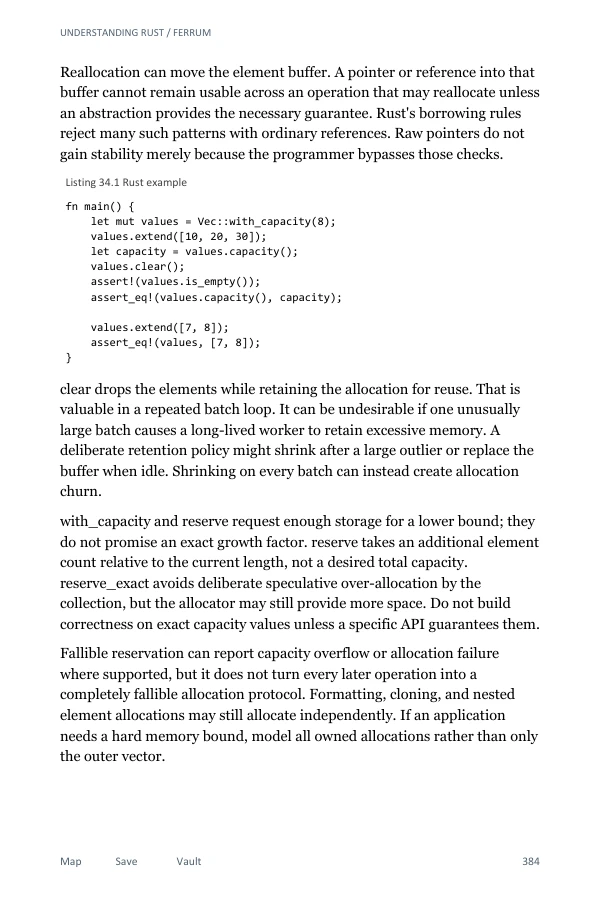 UNDERSTANDING RUST / FERRUM
Reallocation can move the element buffer. A pointer or reference into that
buffer cannot remain usable across an operation that may reallocate unless
an abstraction provides the necessary guarantee. Rust's borrowing rules
reject many such patterns with ordinary references. Raw pointers do not
gain stability merely because the programmer bypasses those checks.
Listing 34.1 Rust example
fn main() {
    let mut values = Vec::with_capacity(8);
    values.extend([10, 20, 30]);
    let capacity = values.capacity();
    values.clear();
    assert!(values.is_empty());
    assert_eq!(values.capacity(), capacity);

    values.extend([7, 8]);
    assert_eq!(values, [7, 8]);
}
clear drops the elements while retaining the allocation for reuse. That is
valuable in a repeated batch loop. It can be undesirable if one unusually
large batch causes a long-lived worker to retain excessive memory. A
deliberate retention policy might shrink after a large outlier or replace the
buffer when idle. Shrinking on every batch can instead create allocation
churn.
with_capacity and reserve request enough storage for a lower bound; they
do not promise an exact growth factor. reserve takes an additional element
count relative to the current length, not a desired total capacity.
reserve_exact avoids deliberate speculative over-allocation by the
collection, but the allocator may still provide more space. Do not build
correctness on exact capacity values unless a specific API guarantees them.
Fallible reservation can report capacity overflow or allocation failure
where supported, but it does not turn every later operation into a
completely fallible allocation protocol. Formatting, cloning, and nested
element allocations may still allocate independently. If an application
needs a hard memory bound, model all owned allocations rather than only
the outer vector.
Map Save Vault 384